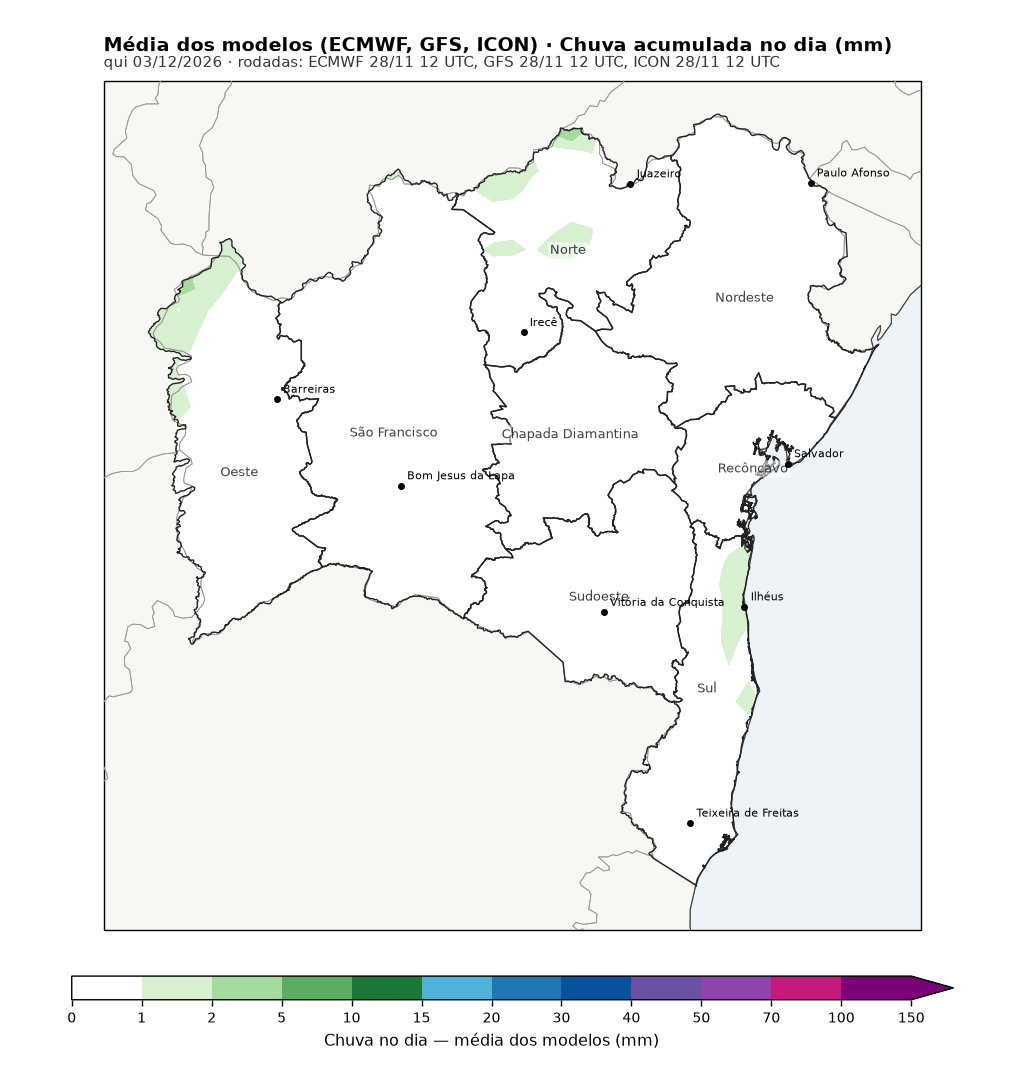 Média dos modelos (ECMWF, GFS, ICON) · Chuva acumulada no dia (mm)
qui 03/12/2026 · rodadas: ECMWF 28/11 12 UTC, GFS 28/11 12 UTC, ICON 28/11 12 UTC
Juazeiro
Paulo Afonso
Norte
Nordeste
Irecê
Barreiras
São Francisco
Chapada Diamantina
Salvador
Oeste
Recôncavo
Bom Jesus da Lapa
Sudoeste
Vitória da Conquista
Ilhéus
Sul
Teixeira de Freitas
0 1 2 5 10 15 20 30 40 50 70 100 150
Chuva no dia — média dos modelos (mm)